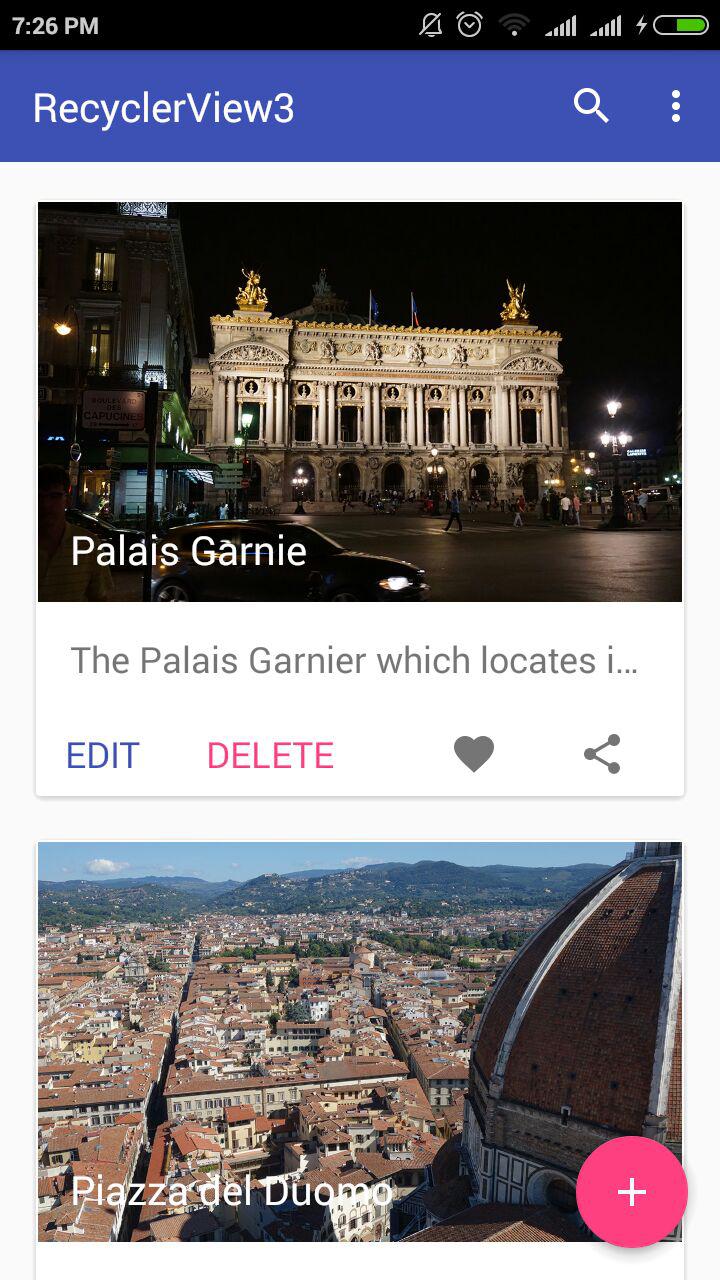 7:26 PM
RecyclerView3
BOULEVARD
DES
CAPUCINES
Palais Garnie
The Palais Garnier which locates i…
EDIT
DELETE
Piazza del Duomo